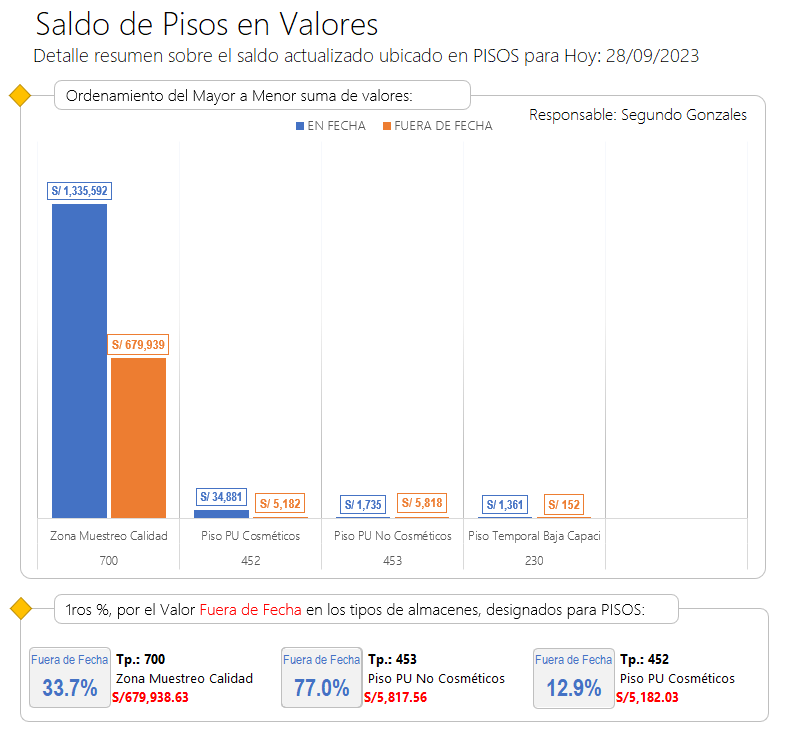 Saldo de Pisos en Valores
Detalle resumen sobre el saldo actualizado ubicado en PISOS para Hoy: 28/09/2023
Ordenamiento del Mayor a Menor suma de valores:
Responsable: Segundo Gonzales
EN FECHA
FUERA DE FECHA
S/ 1,335,592
S/ 679,939
S/ 34,881
S/ 5,182
S/ 1,735
S/ 5,818
S/ 1,361
S/ 152
Zona Muestreo Calidad
Piso PU Cosméticos
Piso PU No Cosméticos
Piso Temporal Baja Capaci
700
452
453
230
1ros %, por el Valor Fuera de Fecha en los tipos de almacenes, designados para PISOS:
Fuera de Fecha
33.7%
Tp.: 700
Zona Muestreo Calidad
S/679,938.63
Fuera de Fecha
77.0%
Tp.: 453
Piso PU No Cosméticos
S/5,817.56
Fuera de Fecha
12.9%
Tp.: 452
Piso PU Cosméticos
S/5,182.03